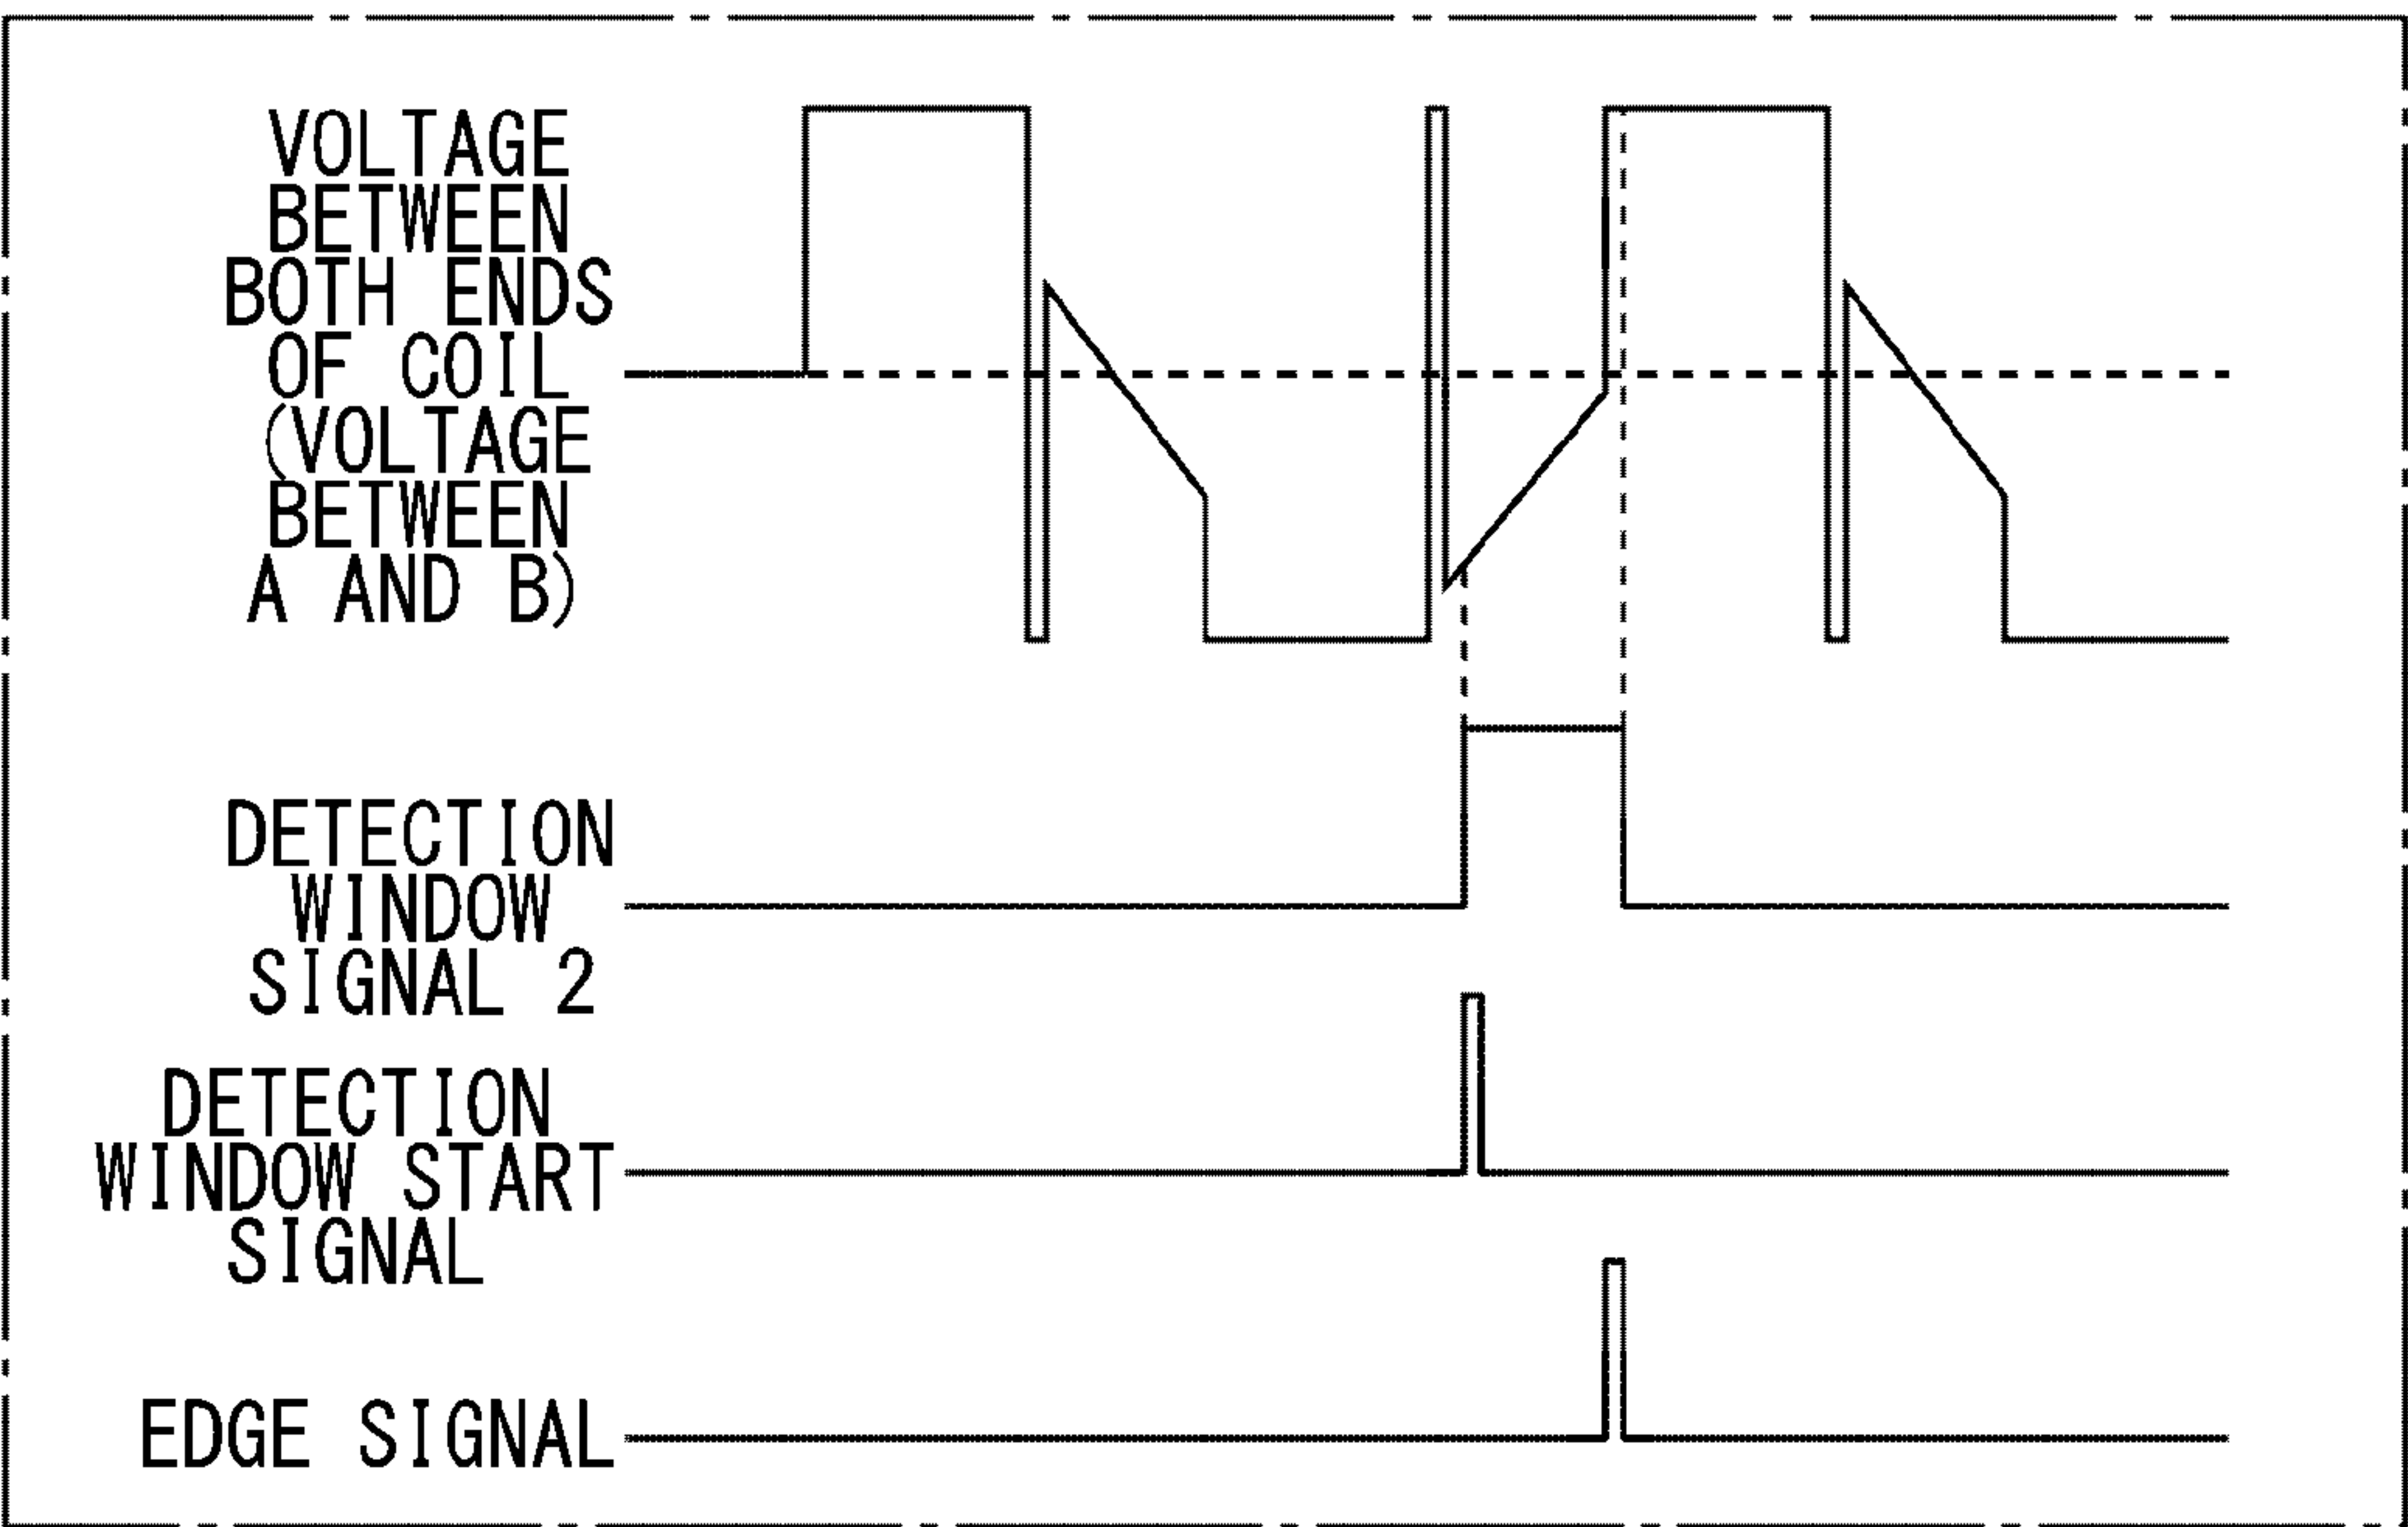 VOLTAGE
BETWEEN
BOTH ENDS
OF COIL
(VOLTAGE
BETWEEN
A AND B)
DETECTION
WINDOW
SIGNAL 2
DETECTION
WINDOW START
SIGNAL
EDGE SIGNAL